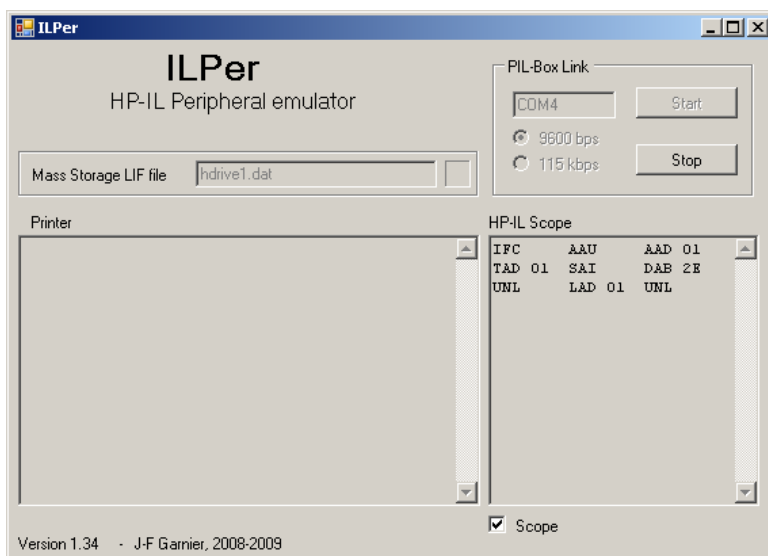 ILPer
ILPer
HP-IL Peripheral emulator
PIL-Box Link
COM4
Start
9600 bps
115 kbps
Stop
Mass Storage LIF file
hdrive1.dat
Printer
HP-IL Scope
IFC AAU AAD 01
TAD 01 SAI DAB 2E
UNL LAD 01 UNL
Scope
Version 1.34 - J-F Garnier, 2008-2009